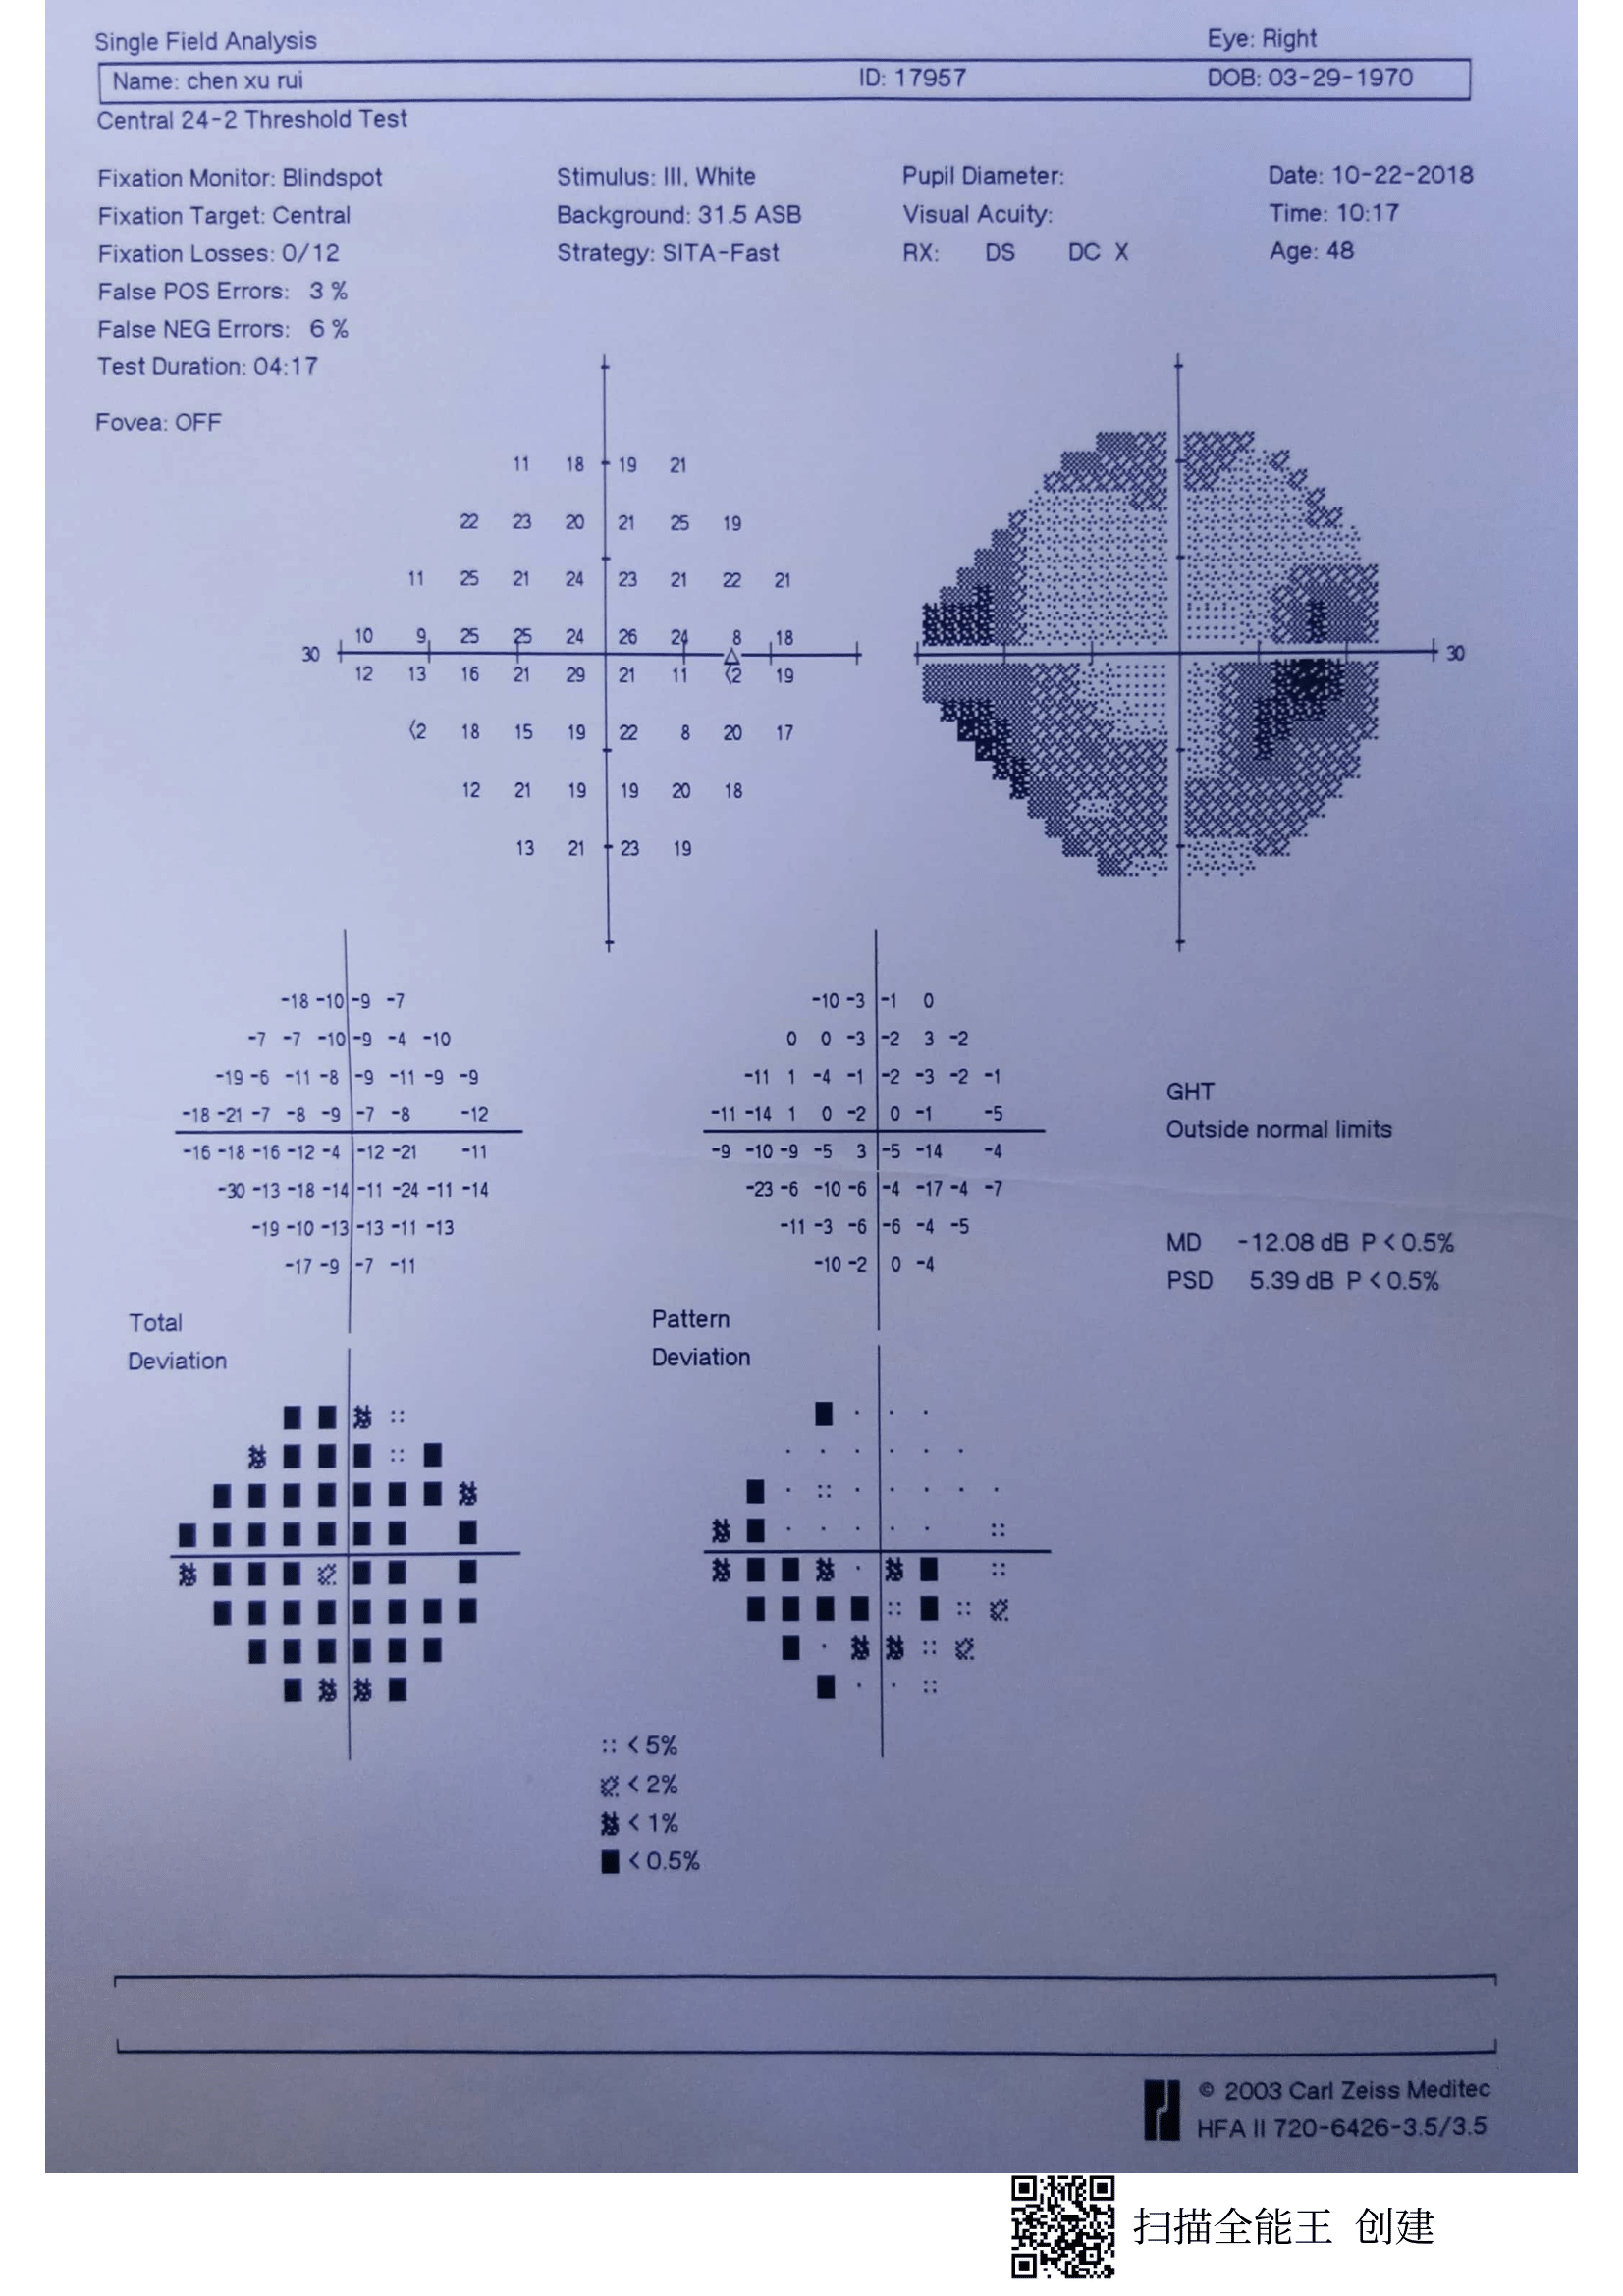 Single Field Analysis Eye: Right
Name: chen xu rui ID: 17957 DOB: 03-29-1970
Central 24-2 Threshold Test
Fixation Monitor: Blindspot Stimulus: III, White Pupil Diameter: Date: 10-22-2018
Fixation Target: Central Background: 31.5 ASB Visual Acuity: Time: 10:17
Fixation Losses: 0/12 Strategy: SITA-Fast RX: DS DC X Age: 48
False POS Errors: 3 %
False NEG Errors: 6 %
Test Duration: 04:17
Fovea: OFF
11 18 19 21
22 23 20 21 25 19
11 25 21 24 23 21 22 21
10 9 25 25 24 26 24 8 18
30 30
12 13 16 21 29 21 11 <2 19
<2 18 15 19 22 8 20 17
12 21 19 19 20 18
13 21 23 19
-18 -10 -9 -7 -10 -3 -1 0
-7 -7 -10 -9 -4 -10 0 0 -3 -2 3 -2
-19 -6 -11 -8 -9 -11 -9 -9 -11 1 -4 -1 -2 -3 -2 -1
-18 -21 -7 -8 -9 -7 -8 -12 -11 -14 1 0 -2 0 -1 -5
-16 -18 -16 -12 -4 -12 -21 -11 -9 -10 -9 -5 3 -5 -14 -4
-30 -13 -18 -14 -11 -24 -11 -14 -23 -6 -10 -6 -4 -17 -4 -7
-19 -10 -13 -13 -11 -13 -11 -3 -6 -6 -4 -5
-17 -9 -7 -11 -10 -2 0 -4
GHT
Outside normal limits
MD -12.08 dB P < 0.5%
PSD 5.39 dB P < 0.5%
Total Pattern
Deviation Deviation
< 5%
< 2%
< 1%
< 0.5%
© 2003 Carl Zeiss Meditec
HFA II 720-6426-3.5/3.5
扫描全能王 创建